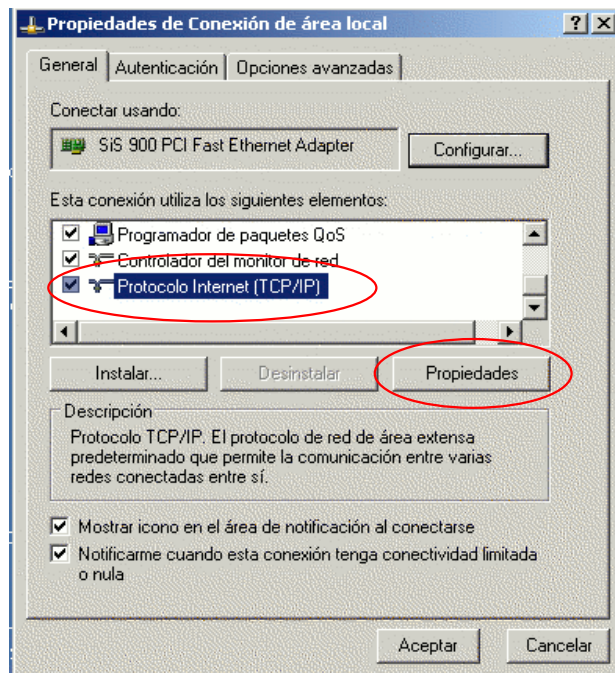 Propiedades de Conexión de área local
General
Autenticación
Opciones avanzadas
Conectar usando:
SiS 900 PCI Fast Ethernet Adapter
Configurar...
Esta conexión utiliza los siguientes elementos:
Programador de paquetes QoS
Controlador del monitor de red
Protocolo Internet (TCP/IP)
Instalar...
Desinstalar
Propiedades
Descripción
Protocolo TCP/IP. El protocolo de red de área extensa
predeterminado que permite la comunicación entre varias
redes conectadas entre sí.
Mostrar icono en el área de notificación al conectarse
Notificarme cuando esta conexión tenga conectividad limitada
o nula
Aceptar
Cancelar